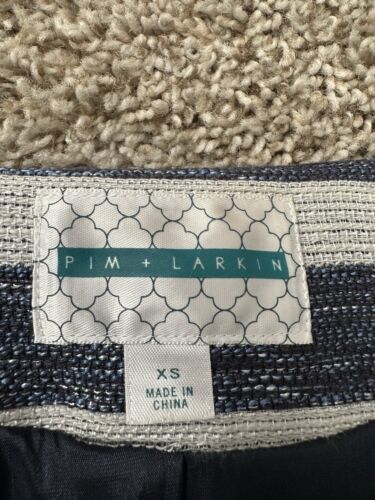 PIM + LARKIN
XS
MADE IN
CHINA